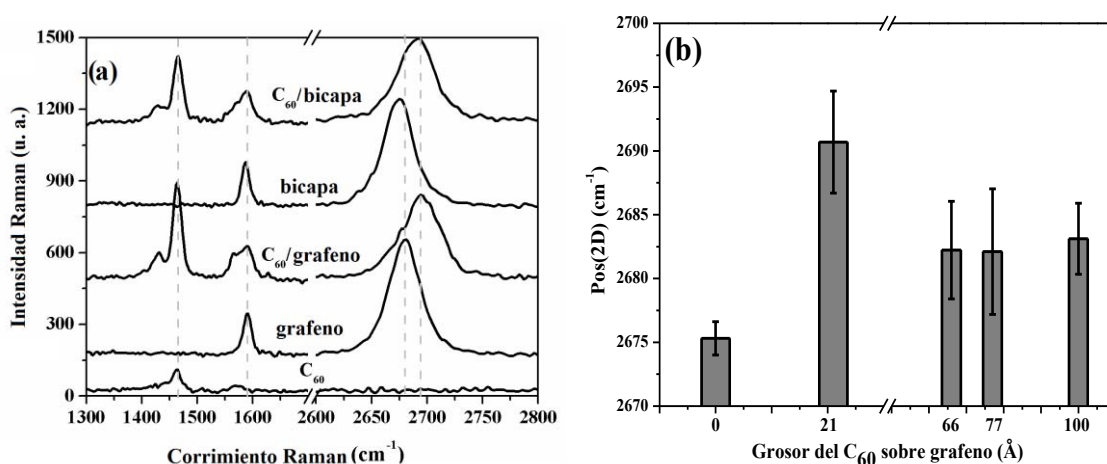 (a)
Intensidad Raman (u. a.)
1500
1200
900
600
300
0
C60/bicapa
bicapa
C60/grafeno
grafeno
C60
1300 1400 1500 1600 2600 2650 2700 2750 2800
Corrimiento Raman (cm-1)
(b)
Pos(2D) (cm-1)
2700
2695
2690
2685
2680
2675
2670
0 21 66 77 100
Grosor del C60 sobre grafeno (Å)